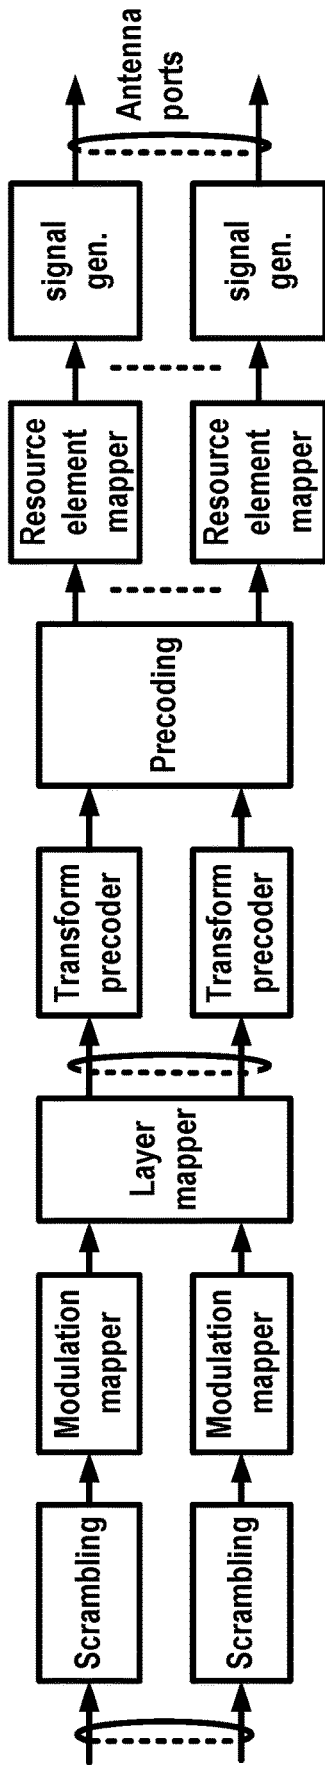 Scrambling
Scrambling
Modulation
mapper
Modulation
mapper
Layer
mapper
Transform
precoder
Transform
precoder
Precoding
Resource
element
mapper
Resource
element
mapper
signal
gen.
signal
gen.
Antenna
ports